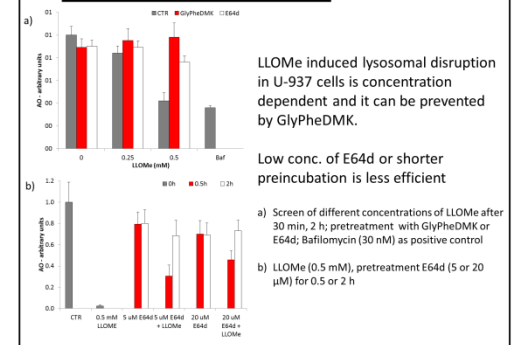 a)
CTR GlyPheDMK E64d
01
01
01
01
00
00
00
AO - arbitrary units
0 0.25 0.5 Baf
LLOMe (mM)
LLOMe induced lysosomal disruption
in U-937 cells is concentration
dependent and it can be prevented
by GlyPheDMK.
Low conc. of E64d or shorter
preincubation is less efficient
a) Screen of different concentrations of LLOMe after
30 min, 2 h; pretreatment with GlyPheDMK or
E64d; Bafilomycin (30 nM) as positive control
b) LLOMe (0.5 mM), pretreatment E64d (5 or 20
μM) for 0.5 or 2 h
b)
0h 0.5h 2h
1.2
1.0
0.8
0.6
0.4
0.2
0.0
AO - arbitrary units
CTR 0.5 mM 5 uM E64d 5 uM E64d 20 uM 20 uM
LLOME + LLOMe E64d E64d +
LLOMe